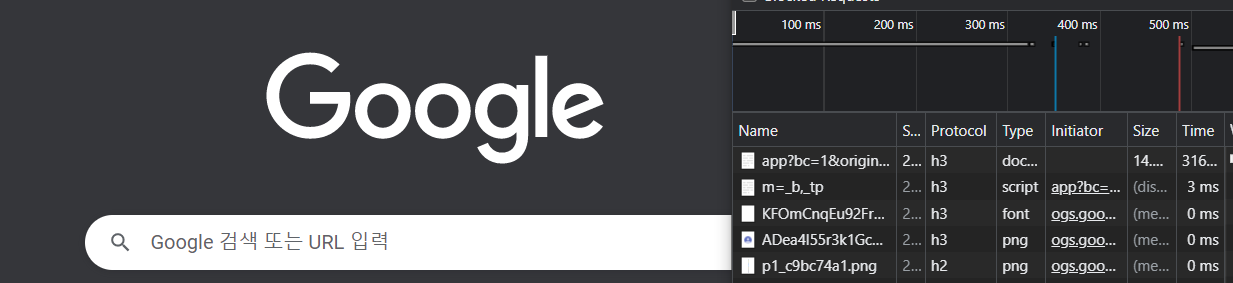 Google
Google 검색 또는 URL 입력
100 ms 200 ms 300 ms 400 ms 500 ms
Name S... Protocol Type Initiator Size Time
app?bc=1&origin... 2... h3 doc... 14.... 316...
m=_b,_tp 2... h3 script app?bc=... (dis... 3 ms
KFOmCnqEu92Fr... 2... h3 font ogs.goo... (me... 0 ms
ADea4I55r3k1Gc... 2... h3 png ogs.goo... (me... 0 ms
p1_c9bc74a1.png 2... h2 png ogs.goo... (me... 0 ms